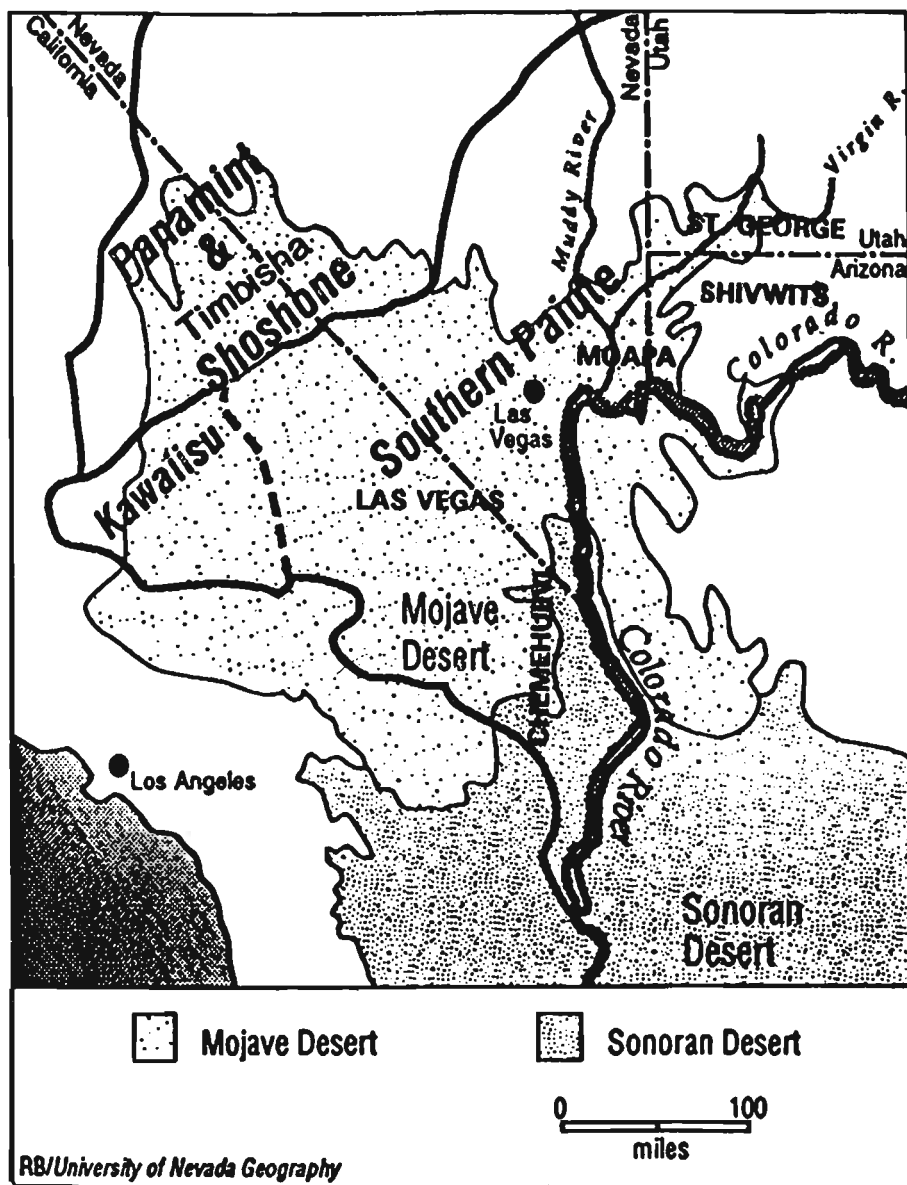 Nevada
California
Nevada
Utah
Muddy River
Virgin R.
Panamint
&
Timbisha
Shoshone
ST. GEORGE
Utah
Arizona
SHIVWITS
Colorado R.
MOAPA
Southern Paiute
Las
Vegas
Kawaiisu
LAS VEGAS
Mojave
Desert
CHEMEHUEVI
Colorado River
Los Angeles
Sonoran
Desert
Mojave Desert
Sonoran Desert
0 100
miles
RB/University of Nevada Geography